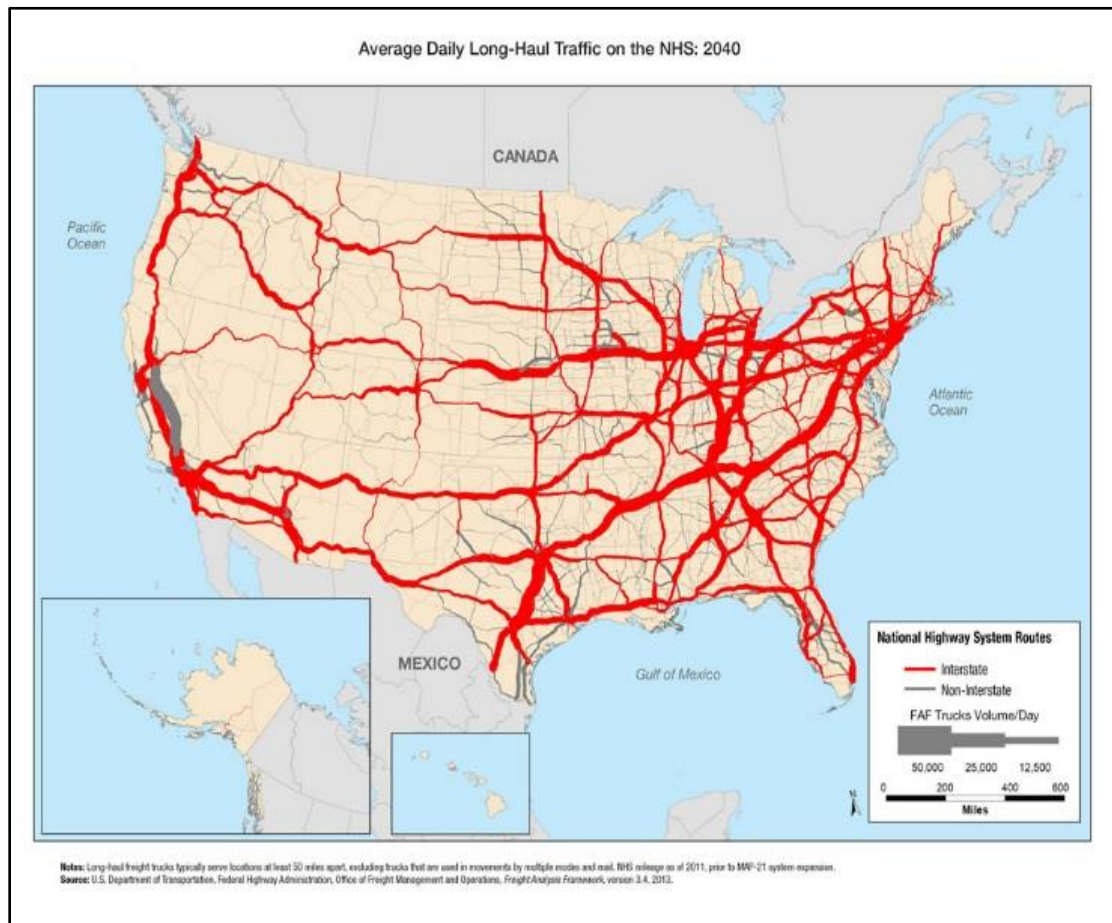 Average Daily Long-Haul Traffic on the NHS: 2040
CANADA
Pacific
Ocean
Atlantic
Ocean
MEXICO
Gulf of Mexico
National Highway System Routes
Interstate
Non-Interstate
FAF Trucks Volume/Day
50,000 25,000 12,500
0 200 400 600
Miles
N
Notes: Long-haul freight trucks typically serve locations at least 50 miles apart, excluding trucks that are used in movements by multiple modes and mail. NHS mileage as of 2011, prior to MAP-21 system expansion.
Source: U.S. Department of Transportation, Federal Highway Administration, Office of Freight Management and Operations, Freight Analysis Framework, version 3.4, 2013.